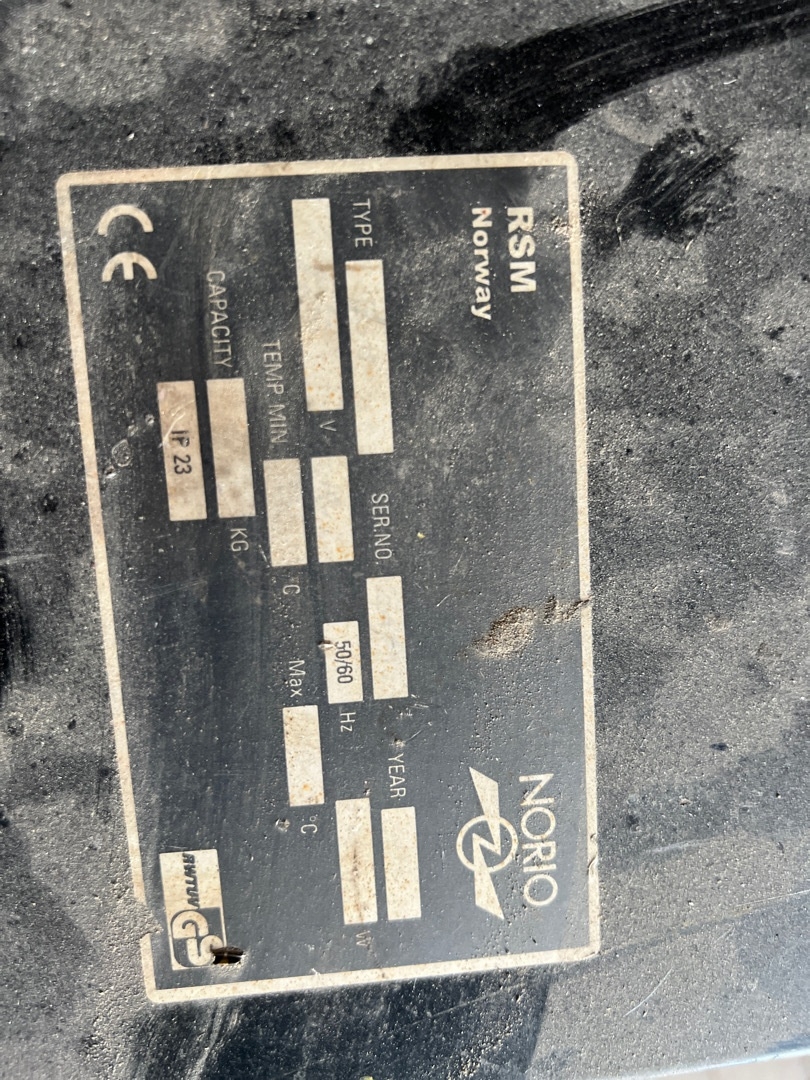 RSM
Norway
NORIO
TYPE SER.NO. YEAR
V 50/60 Hz W
TEMP MIN °C Max °C
CAPACITY KG
IP 23
CE
RWTÜV GS